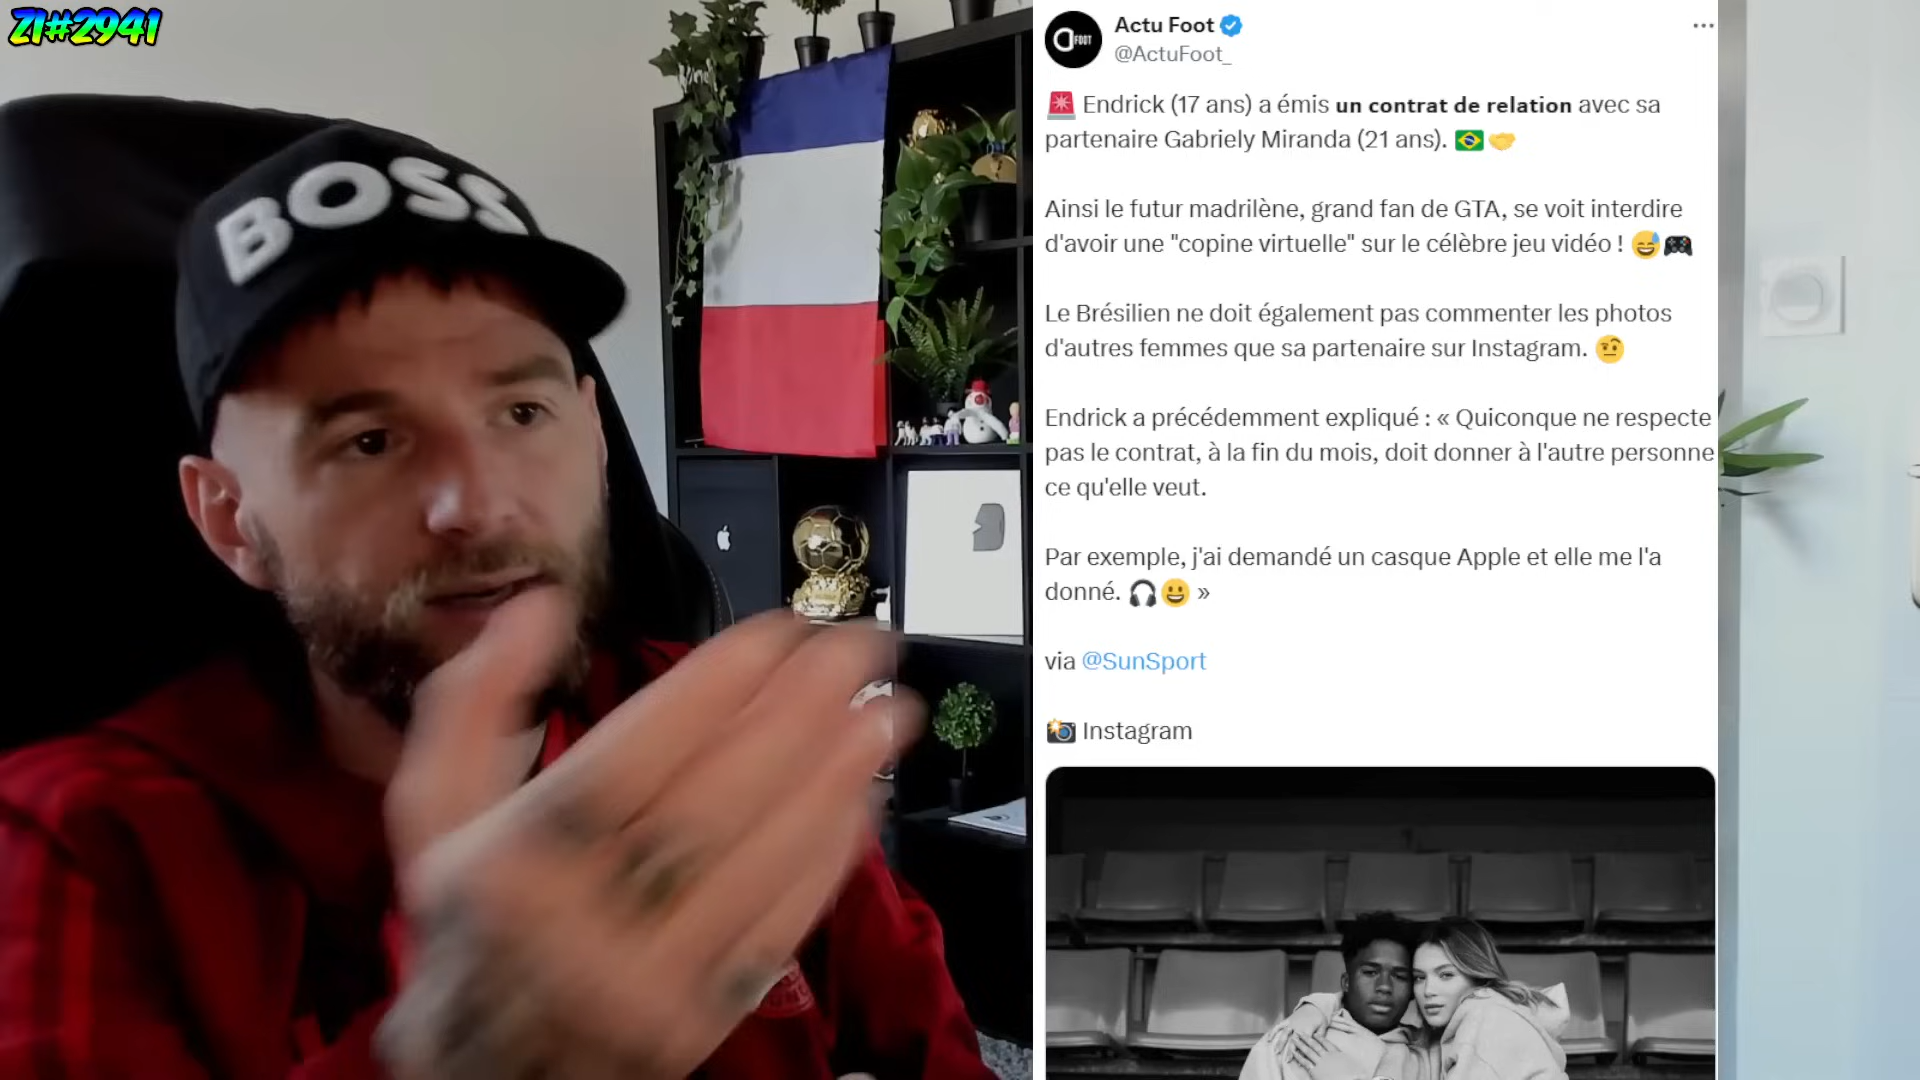 ZI#2941
BOSS
Actu Foot
@ActuFoot_
FOOT
Endrick (17 ans) a émis un contrat de relation avec sa
partenaire Gabriely Miranda (21 ans).
Ainsi le futur madrilène, grand fan de GTA, se voit interdire
d'avoir une "copine virtuelle" sur le célèbre jeu vidéo !
Le Brésilien ne doit également pas commenter les photos
d'autres femmes que sa partenaire sur Instagram.
Endrick a précédemment expliqué : « Quiconque ne respecte
pas le contrat, à la fin du mois, doit donner à l'autre personne
ce qu'elle veut.
Par exemple, j'ai demandé un casque Apple et elle me l'a
donné. 🎧😀 »
via @SunSport
Instagram